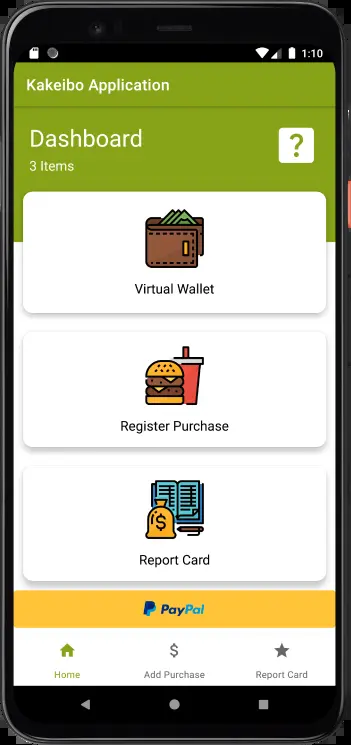 1:10
Kakeibo Application
Dashboard
?
3 Items
Virtual Wallet
Register Purchase
$
Report Card
PayPal
$
Home
Add Purchase
Report Card